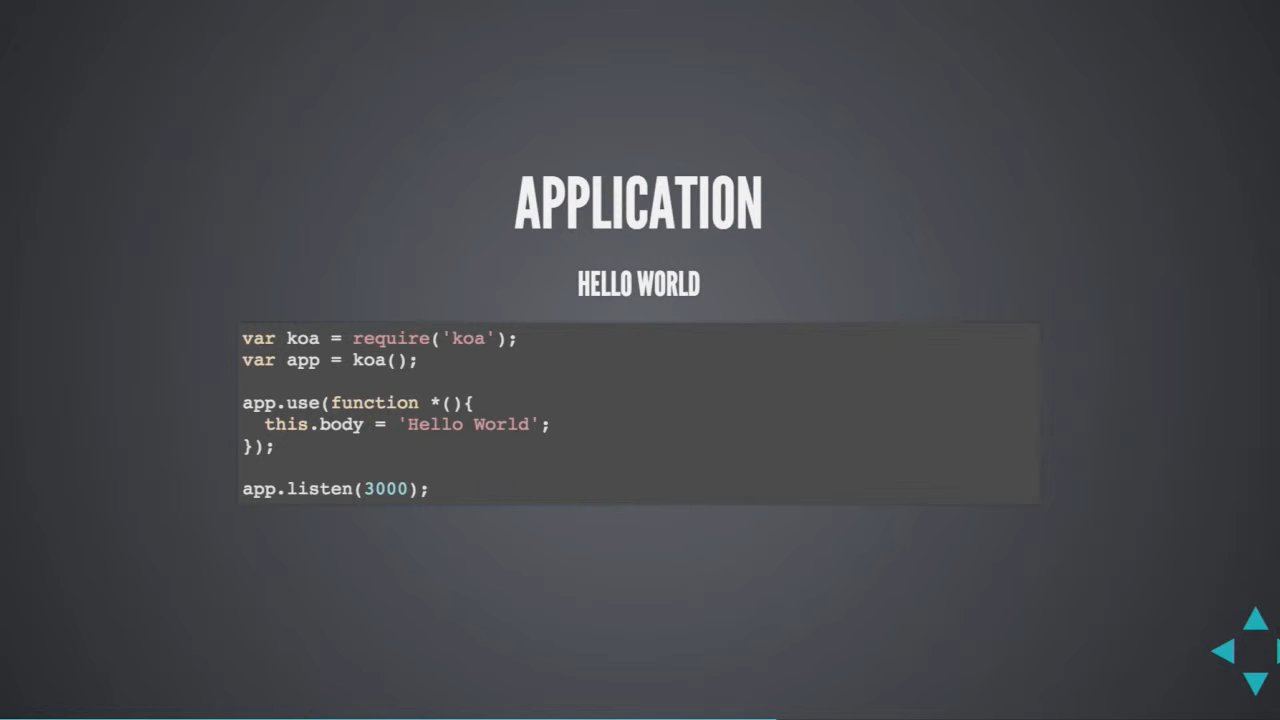 APPLICATION
HELLO WORLD
var koa = require('koa');
var app = koa();
app.use(function *(){
  this.body = 'Hello World';
});
app.listen(3000);